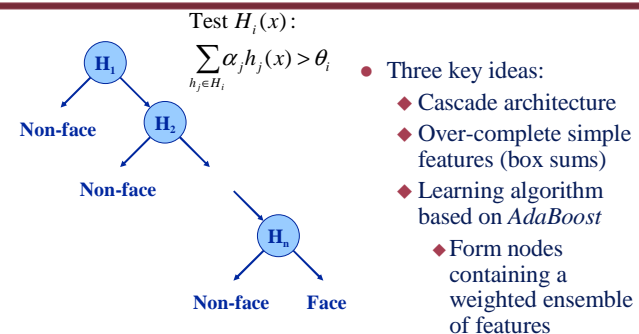 Test H_i(x):
∑_{h_j∈H_i} α_j h_j(x) > θ_i
H_1
Non-face
H_2
Non-face
H_n
Non-face
Face
• Three key ideas:
◆ Cascade architecture
◆ Over-complete simple
features (box sums)
◆ Learning algorithm
based on AdaBoost
◆ Form nodes
containing a
weighted ensemble
of features